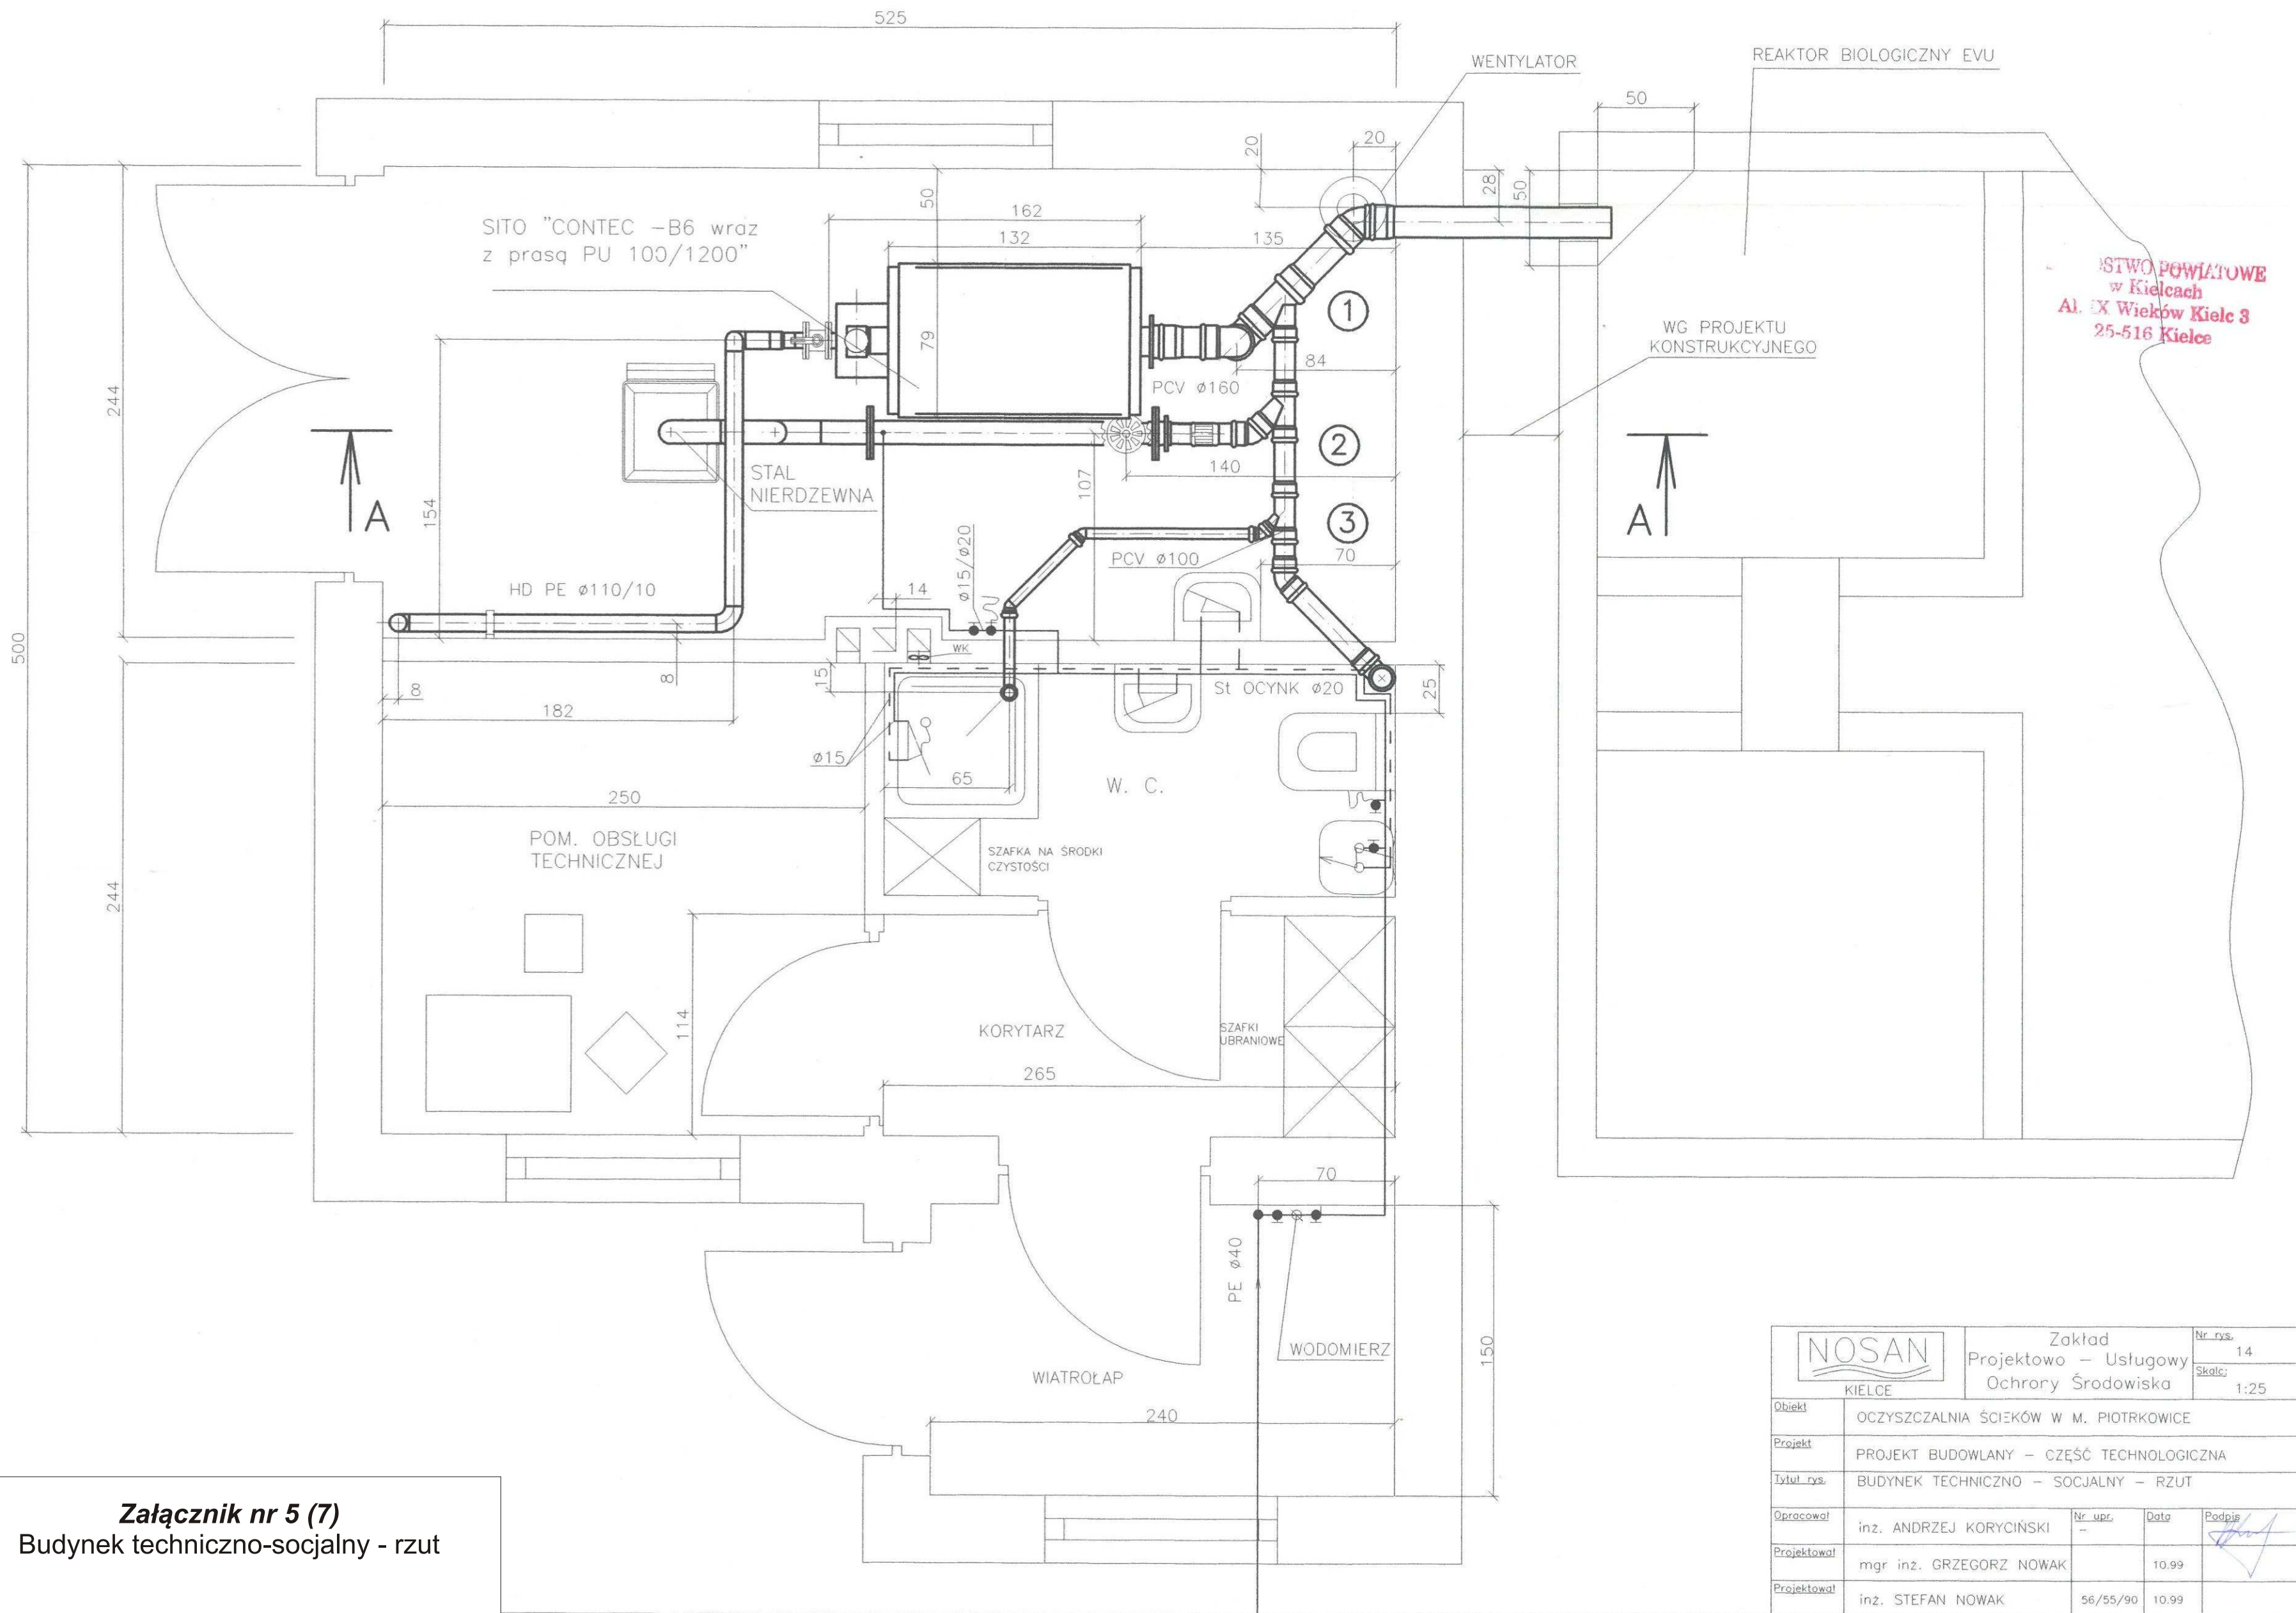 525
WENTYLATOR
REAKTOR BIOLOGICZNY EVU
50
20
20
28
50
50
SITO "CONTEC -B6 wraz
z prasą PU 100/1200"
162
132
135
STWO POWIATOWE
w Kielcach
Al. IX Wieków Kielc 3
25-516 Kielce
1
WG PROJEKTU
KONSTRUKCYJNEGO
79
84
PCV ø160
244
2
140
STAL
NIERDZEWNA
107
154
A
A
3
ø15/ø20
PCV ø100
70
HD PE ø110/10
14
500
WK
8
15
8
St OCYNK ø20
25
182
ø15
65
W. C.
250
POM. OBSŁUGI
TECHNICZNEJ
SZAFKA NA ŚRODKI
CZYSTOŚCI
244
114
KORYTARZ
SZAFKI
UBRANIOWE
265
70
PE ø40
WODOMIERZ
150
WIATROŁAP
240
NOSAN
KIELCE
Zakład
Projektowo – Usługowy
Ochrony Środowiska
Nr rys.
14
Skala:
1:25
Obiekt
OCZYSZCZALNIA ŚCIEKÓW W M. PIOTRKOWICE
Projekt
PROJEKT BUDOWLANY – CZĘŚĆ TECHNOLOGICZNA
Tytuł rys.
BUDYNEK TECHNICZNO – SOCJALNY – RZUT
Opracował
inż. ANDRZEJ KORYCIŃSKI
Nr upr.
–
Data
Podpis
Projektował
mgr inż. GRZEGORZ NOWAK
10.99
Projektował
inż. STEFAN NOWAK
56/55/90
10.99
Załącznik nr 5 (7)
Budynek techniczno-socjalny - rzut